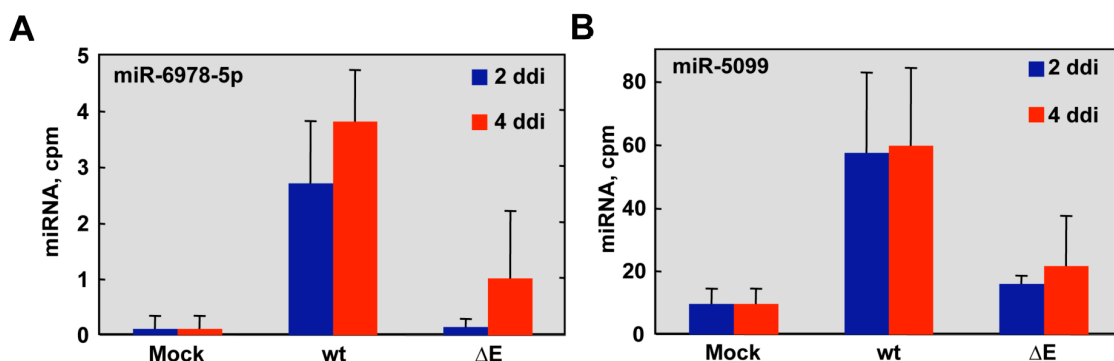 A
miR-6978-5p
2 ddi
4 ddi
miRNA, cpm
5
4
3
2
1
0
Mock
wt
ΔE
B
miR-5099
2 ddi
4 ddi
miRNA, cpm
80
60
40
20
0
Mock
wt
ΔE